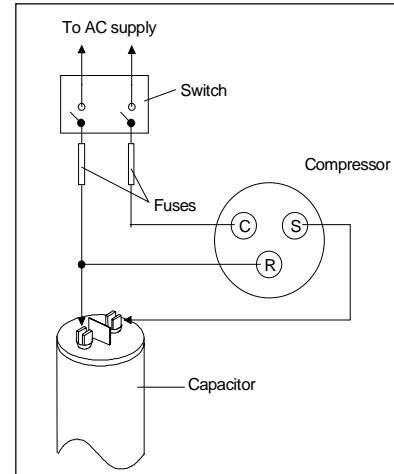 To AC supply
Switch
Compressor
Fuses
C
S
R
Capacitor